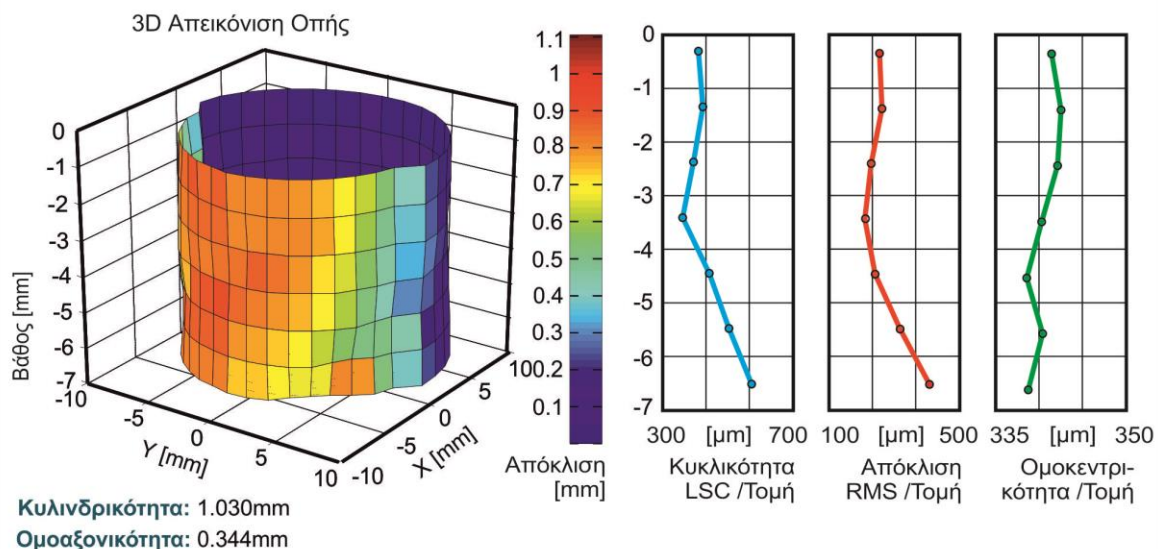 3D Απεικόνιση Οπής
0
-1
-2
-3
-4
-5
-6
-7
Βάθος [mm]
-10
-5
0
5
10
Y [mm]
-10
-5
0
5
10
X [mm]
1.1
1
0.9
0.8
0.7
0.6
0.5
0.4
0.3
0.2
0.1
Απόκλιση
[mm]
0
-1
-2
-3
-4
-5
-6
-7
300 [µm] 700
Κυκλικότητα
LSC /Τομή
100 [µm] 500
Απόκλιση
RMS /Τομή
335 [µm] 350
Ομοκεντρι-
κότητα /Τομή
Κυλινδρικότητα: 1.030mm
Ομοαξονικότητα: 0.344mm